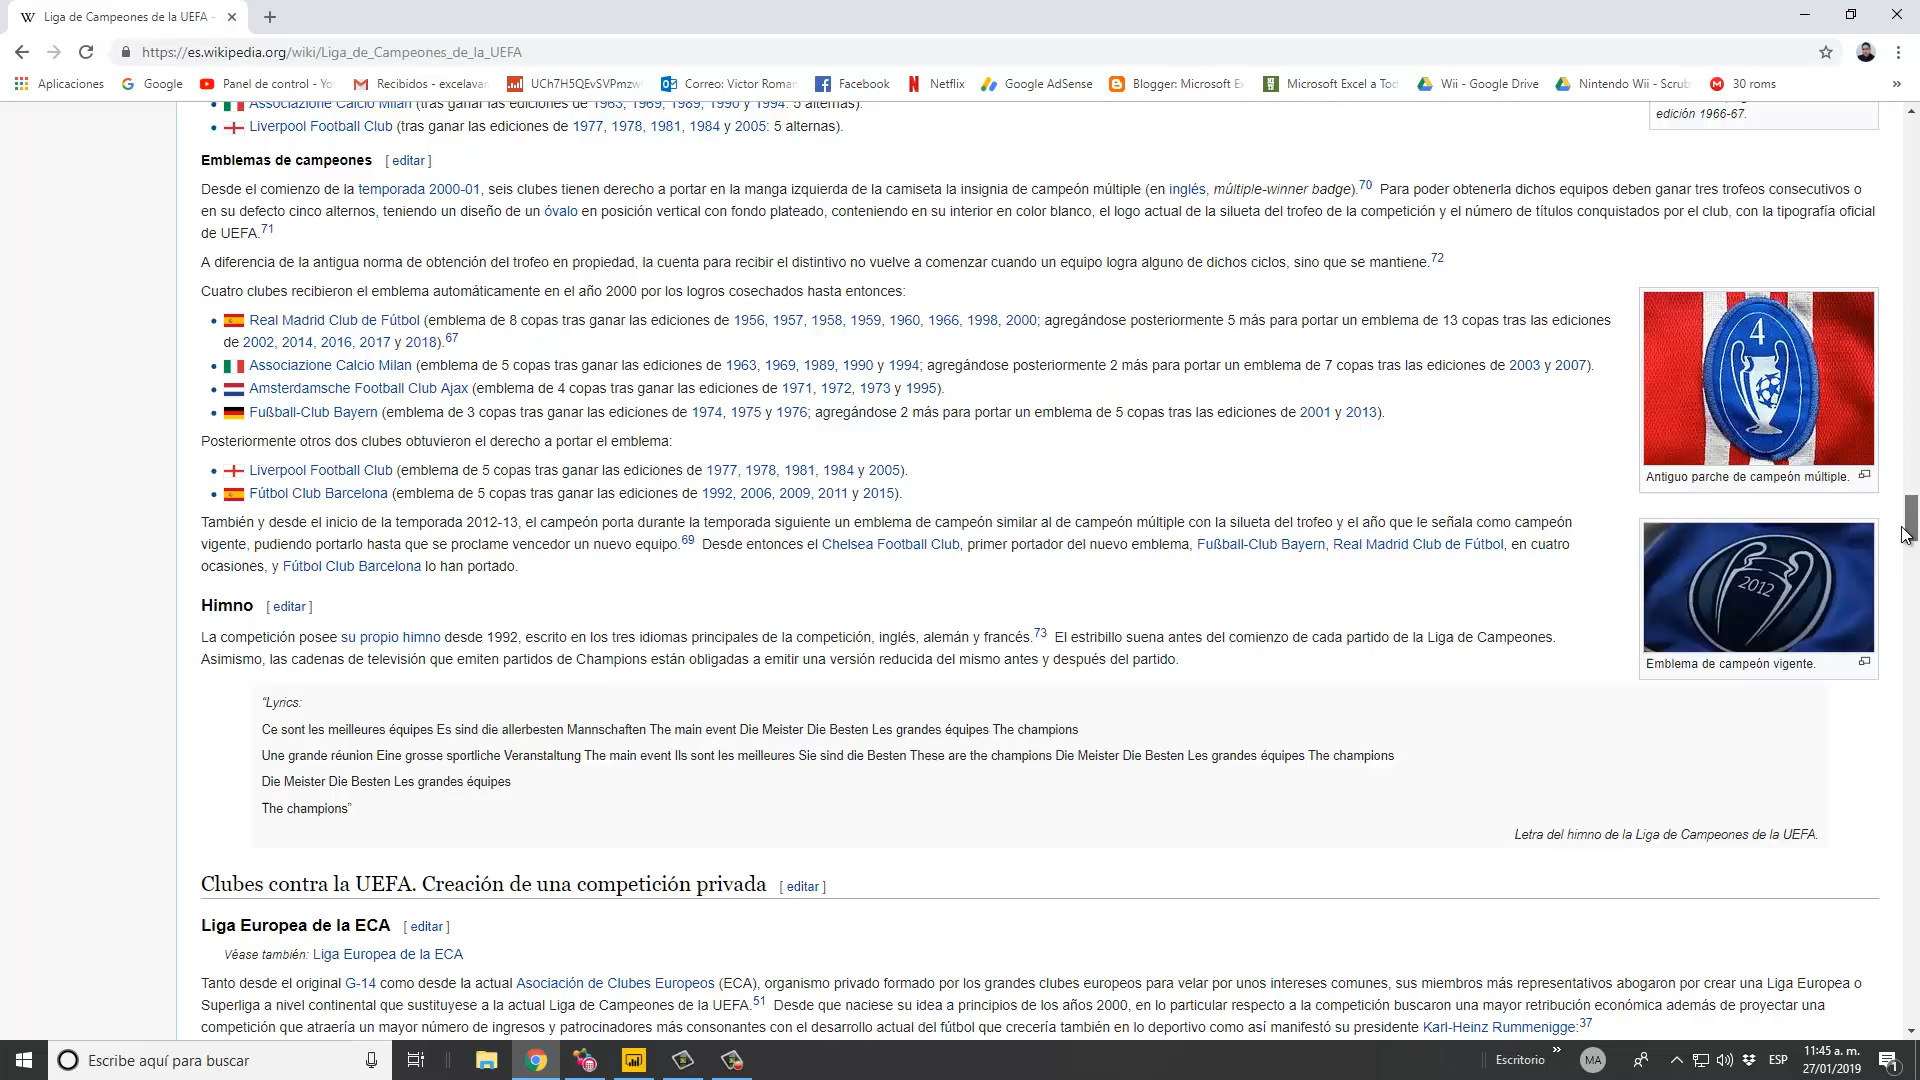 Liga de Campeones de la UEFA -
https://es.wikipedia.org/wiki/Liga_de_Campeones_de_la_UEFA
Aplicaciones Google Panel de control - Yo Recibidos - excelavan UCh7H5QEvSVPmzw Correo: Victor Roman Facebook Netflix Google AdSense Blogger: Microsoft E Microsoft Excel a Tod Wii - Google Drive Nintendo Wii - Scrub 30 roms »
Associazione Calcio Milan (tras ganar las ediciones de 1963, 1969, 1989, 1990 y 1994: 5 alternas).
Liverpool Football Club (tras ganar las ediciones de 1977, 1978, 1981, 1984 y 2005: 5 alternas).
edición 1966-67.
Emblemas de campeones [ editar ]
Desde el comienzo de la temporada 2000-01, seis clubes tienen derecho a portar en la manga izquierda de la camiseta la insignia de campeón múltiple (en inglés, múltiple-winner badge).70 Para poder obtenerla dichos equipos deben ganar tres trofeos consecutivos o
en su defecto cinco alternos, teniendo un diseño de un óvalo en posición vertical con fondo plateado, conteniendo en su interior en color blanco, el logo actual de la silueta del trofeo de la competición y el número de títulos conquistados por el club, con la tipografía oficial
de UEFA.71
A diferencia de la antigua norma de obtención del trofeo en propiedad, la cuenta para recibir el distintivo no vuelve a comenzar cuando un equipo logra alguno de dichos ciclos, sino que se mantiene.72
Cuatro clubes recibieron el emblema automáticamente en el año 2000 por los logros cosechados hasta entonces:
Real Madrid Club de Fútbol (emblema de 8 copas tras ganar las ediciones de 1956, 1957, 1958, 1959, 1960, 1966, 1998, 2000; agregándose posteriormente 5 más para portar un emblema de 13 copas tras las ediciones
de 2002, 2014, 2016, 2017 y 2018).67
Associazione Calcio Milan (emblema de 5 copas tras ganar las ediciones de 1963, 1969, 1989, 1990 y 1994; agregándose posteriormente 2 más para portar un emblema de 7 copas tras las ediciones de 2003 y 2007).
Amsterdamsche Football Club Ajax (emblema de 4 copas tras ganar las ediciones de 1971, 1972, 1973 y 1995).
Fußball-Club Bayern (emblema de 3 copas tras ganar las ediciones de 1974, 1975 y 1976; agregándose 2 más para portar un emblema de 5 copas tras las ediciones de 2001 y 2013).
4
Antiguo parche de campeón múltiple.
Posteriormente otros dos clubes obtuvieron el derecho a portar el emblema:
Liverpool Football Club (emblema de 5 copas tras ganar las ediciones de 1977, 1978, 1981, 1984 y 2005).
Fútbol Club Barcelona (emblema de 5 copas tras ganar las ediciones de 1992, 2006, 2009, 2011 y 2015).
También y desde el inicio de la temporada 2012-13, el campeón porta durante la temporada siguiente un emblema de campeón similar al de campeón múltiple con la silueta del trofeo y el año que le señala como campeón
vigente, pudiendo portarlo hasta que se proclame vencedor un nuevo equipo.69 Desde entonces el Chelsea Football Club, primer portador del nuevo emblema, Fußball-Club Bayern, Real Madrid Club de Fútbol, en cuatro
ocasiones, y Fútbol Club Barcelona lo han portado.
2012
Emblema de campeón vigente.
Himno [ editar ]
La competición posee su propio himno desde 1992, escrito en los tres idiomas principales de la competición, inglés, alemán y francés.73 El estribillo suena antes del comienzo de cada partido de la Liga de Campeones.
Asimismo, las cadenas de televisión que emiten partidos de Champions están obligadas a emitir una versión reducida del mismo antes y después del partido.
“Lyrics:
Ce sont les meilleures équipes Es sind die allerbesten Mannschaften The main event Die Meister Die Besten Les grandes équipes The champions
Une grande réunion Eine grosse sportliche Veranstaltung The main event Ils sont les meilleures Sie sind die Besten These are the champions Die Meister Die Besten Les grandes équipes The champions
Die Meister Die Besten Les grandes équipes
The champions”
Letra del himno de la Liga de Campeones de la UEFA.
Clubes contra la UEFA. Creación de una competición privada [ editar ]
Liga Europea de la ECA [ editar ]
Véase también: Liga Europea de la ECA
Tanto desde el original G-14 como desde la actual Asociación de Clubes Europeos (ECA), organismo privado formado por los grandes clubes europeos para velar por unos intereses comunes, sus miembros más representativos abogaron por crear una Liga Europea o
Superliga a nivel continental que sustituyese a la actual Liga de Campeones de la UEFA.51 Desde que naciese su idea a principios de los años 2000, en lo particular respecto a la competición buscaron una mayor retribución económica además de proyectar una
competición que atraería un mayor número de ingresos y patrocinadores más consonantes con el desarrollo actual del fútbol que crecería también en lo deportivo como así manifestó su presidente Karl-Heinz Rummenigge:37
Escribe aquí para buscar
Escritorio » MA ESP
11:45 a. m.
27/01/2019
1